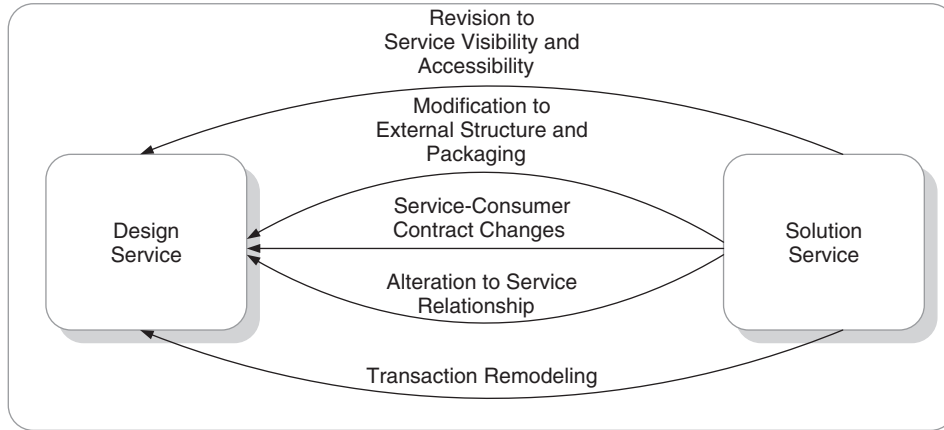 Revision to
Service Visibility and
Accessibility
Modification to
External Structure and
Packaging
Design
Service
Service-Consumer
Contract Changes
Solution
Service
Alteration to Service
Relationship
Transaction Remodeling